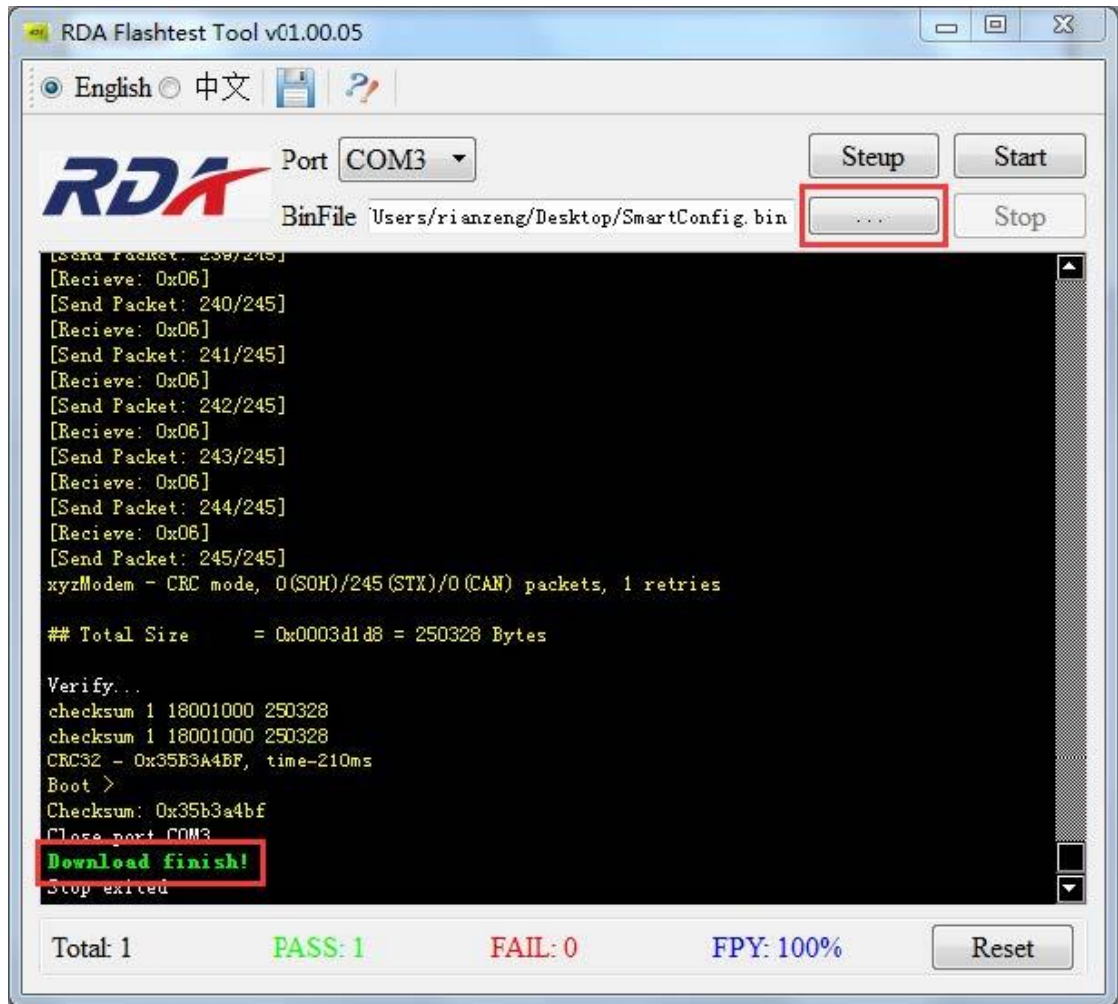 RDA Flashtest Tool v01.00.05
English 中文
RDA
Port COM3 Steup Start
BinFile Users/rianzeng/Desktop/SmartConfig.bin ... Stop
[Send Packet: 239/245]
[Recieve: 0x06]
[Send Packet: 240/245]
[Recieve: 0x06]
[Send Packet: 241/245]
[Recieve: 0x06]
[Send Packet: 242/245]
[Recieve: 0x06]
[Send Packet: 243/245]
[Recieve: 0x06]
[Send Packet: 244/245]
[Recieve: 0x06]
[Send Packet: 245/245]
xyzModem - CRC mode, 0(SOH)/245(STX)/0(CAN) packets, 1 retries
## Total Size = 0x0003d1d8 = 250328 Bytes
Verify...
checksum 1 18001000 250328
checksum 1 18001000 250328
CRC32 - 0x35B3A4BF, time-210ms
Boot >
Checksum: 0x35b3a4bf
Close port COM3
Download finish!
Stop exited
Total: 1 PASS: 1 FAIL: 0 FPY: 100% Reset